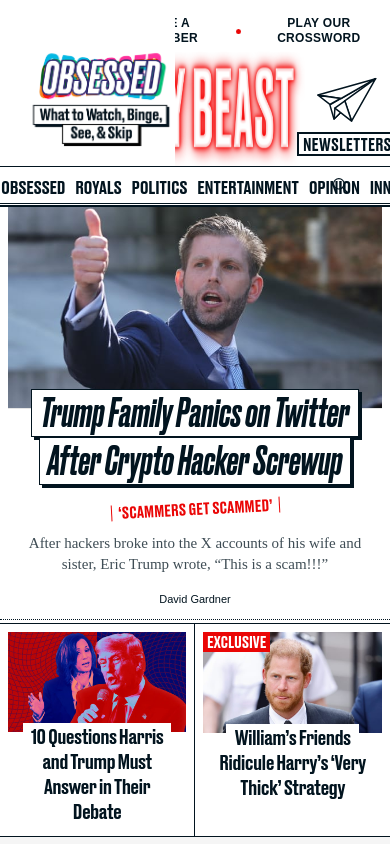 E A
BER
PLAY OUR
CROSSWORD
OBSESSED
What to Watch, Binge,
See, & Skip
Y BEAST
NEWSLETTERS
OBSESSED ROYALS POLITICS ENTERTAINMENT OPINION INN
Trump Family Panics on Twitter
After Crypto Hacker Screwup
‘SCAMMERS GET SCAMMED’
After hackers broke into the X accounts of his wife and
sister, Eric Trump wrote, “This is a scam!!!”
David Gardner
10 Questions Harris
and Trump Must
Answer in Their
Debate
EXCLUSIVE
William’s Friends
Ridicule Harry’s ‘Very
Thick’ Strategy